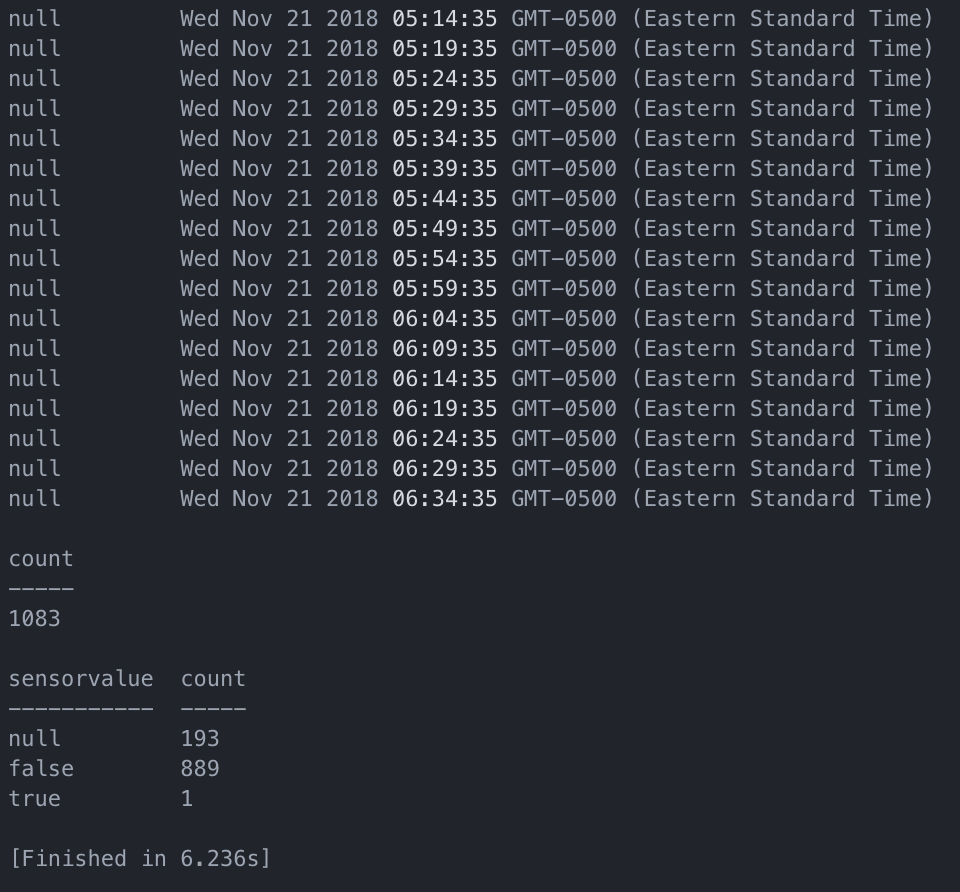 null         Wed Nov 21 2018 05:14:35 GMT-0500 (Eastern Standard Time)
null         Wed Nov 21 2018 05:19:35 GMT-0500 (Eastern Standard Time)
null         Wed Nov 21 2018 05:24:35 GMT-0500 (Eastern Standard Time)
null         Wed Nov 21 2018 05:29:35 GMT-0500 (Eastern Standard Time)
null         Wed Nov 21 2018 05:34:35 GMT-0500 (Eastern Standard Time)
null         Wed Nov 21 2018 05:39:35 GMT-0500 (Eastern Standard Time)
null         Wed Nov 21 2018 05:44:35 GMT-0500 (Eastern Standard Time)
null         Wed Nov 21 2018 05:49:35 GMT-0500 (Eastern Standard Time)
null         Wed Nov 21 2018 05:54:35 GMT-0500 (Eastern Standard Time)
null         Wed Nov 21 2018 05:59:35 GMT-0500 (Eastern Standard Time)
null         Wed Nov 21 2018 06:04:35 GMT-0500 (Eastern Standard Time)
null         Wed Nov 21 2018 06:09:35 GMT-0500 (Eastern Standard Time)
null         Wed Nov 21 2018 06:14:35 GMT-0500 (Eastern Standard Time)
null         Wed Nov 21 2018 06:19:35 GMT-0500 (Eastern Standard Time)
null         Wed Nov 21 2018 06:24:35 GMT-0500 (Eastern Standard Time)
null         Wed Nov 21 2018 06:29:35 GMT-0500 (Eastern Standard Time)
null         Wed Nov 21 2018 06:34:35 GMT-0500 (Eastern Standard Time)

count
-----
1083

sensorvalue  count
-----------  -----
null         193
false        889
true         1

[Finished in 6.236s]